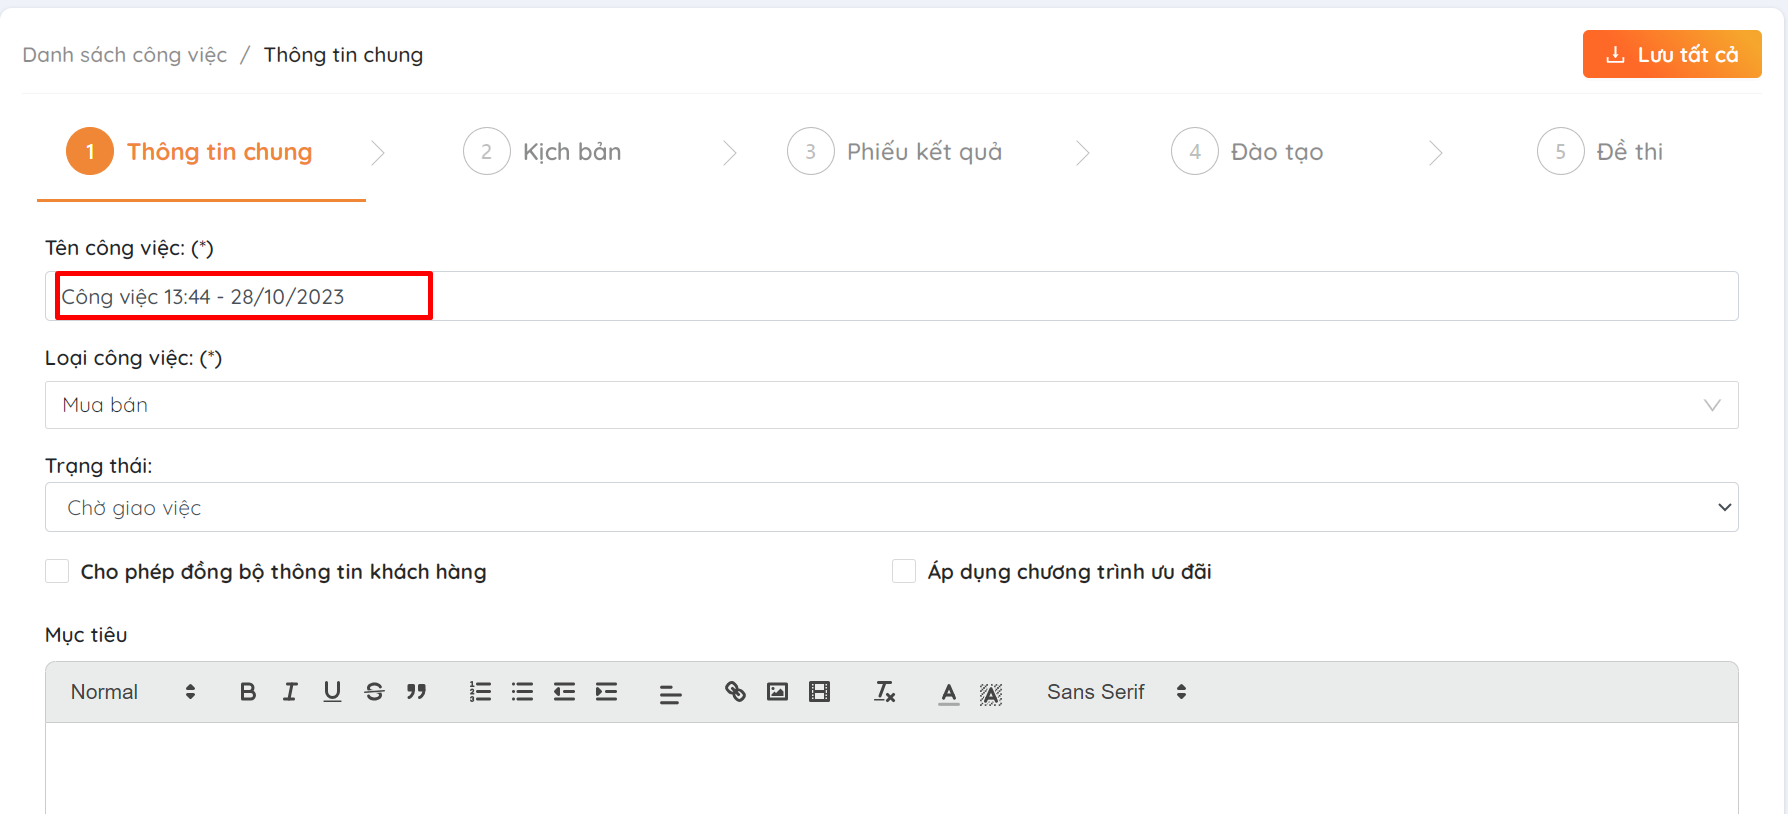 Danh sách công việc / Thông tin chung
Lưu tất cả
1 Thông tin chung
2 Kịch bản
3 Phiếu kết quả
4 Đào tạo
5 Đề thi
Tên công việc: (*)
Công việc 13:44 - 28/10/2023
Loại công việc: (*)
Mua bán
Trạng thái:
Chờ giao việc
Cho phép đồng bộ thông tin khách hàng
Áp dụng chương trình ưu đãi
Mục tiêu
Normal
Sans Serif